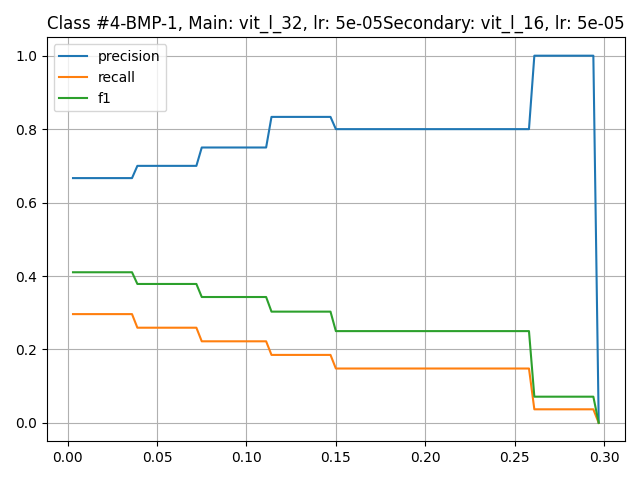 Class #4-BMP-1, Main: vit_l_32, lr: 5e-05Secondary: vit_l_16, lr: 5e-05
precision
recall
f1
1.0
0.8
0.6
0.4
0.2
0.0
0.00 0.05 0.10 0.15 0.20 0.25 0.30